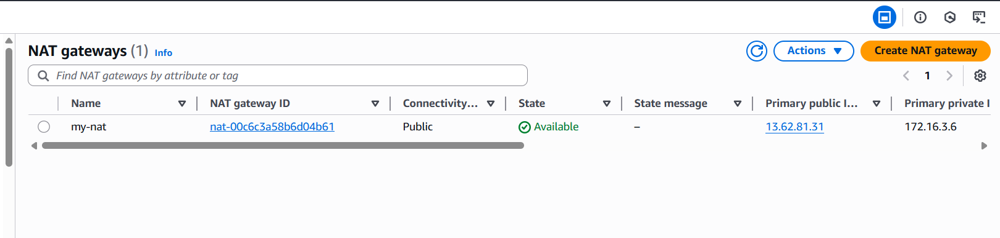 NAT gateways (1) Info
Actions
Create NAT gateway
Find NAT gateways by attribute or tag
1
Name NAT gateway ID Connectivity... State State message Primary public I... Primary private I
my-nat nat-00c6c3a58b6d04b61 Public Available – 13.62.81.31 172.16.3.6